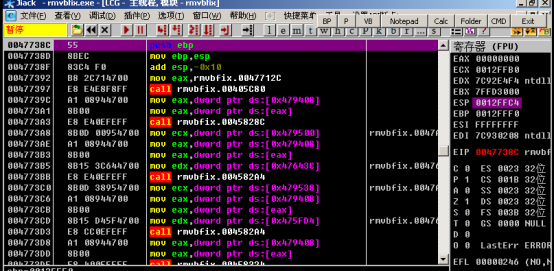 Jiack - rmvbfix.exe - [LCG - 主线程, 模块 - rmvbfix]
文件(F) 查看(V) 调试(D) 插件(P) 选项(T) 窗口(W) 帮助(H) 快捷菜单
BP P VB Notepad Calc Folder CMD Exit
暂停
0047738C 55 push ebp
0047738D 8BEC mov ebp,esp
0047738F 83C4 F0 add esp,-0x10
00477392 B8 2C714700 mov eax,rmvbfix.0047712C
00477397 E8 E4E8F8FF call rmvbfix.00405C80
0047739C A1 08944700 mov eax,dword ptr ds:[0x479408]
004773A1 8B00 mov eax,dword ptr ds:[eax]
004773A3 E8 E40EFEFF call rmvbfix.0045828C
004773A8 8B0D 00954700 mov ecx,dword ptr ds:[0x479500]
004773AE A1 08944700 mov eax,dword ptr ds:[0x479408]
004773B3 8B00 mov eax,dword ptr ds:[eax]
004773B5 8B15 3C644700 mov edx,dword ptr ds:[0x47643C]
004773BB E8 E40EFEFF call rmvbfix.004582A4
004773C0 8B0D 38954700 mov ecx,dword ptr ds:[0x479538]
004773C6 A1 08944700 mov eax,dword ptr ds:[0x479408]
004773CB 8B00 mov eax,dword ptr ds:[eax]
004773CD 8B15 D45F4700 mov edx,dword ptr ds:[0x475FD4]
004773D3 E8 CC0EFEFF call rmvbfix.004582A4
004773D8 A1 08944700 mov eax,dword ptr ds:[0x479408]
004773DD 8B00 mov eax,dword ptr ds:[eax]
寄存器 (FPU)
EAX 00000000
ECX 0012FFB0
EDX 7C92E4F4 ntdll
EBX 7FFD3000
ESP 0012FFC4
EBP 0012FFF0
ESI FFFFFFFF
EDI 7C930208 ntdll
EIP 0047738C rmvbf
C 0 ES 0023 32位
P 1 CS 001B 32位
A 0 SS 0023 32位
Z 1 DS 0023 32位
S 0 FS 003B 32位
T 0 GS 0000 NULL
D 0
O 0 LastErr ERROR
EFL 00000246 (NO,N